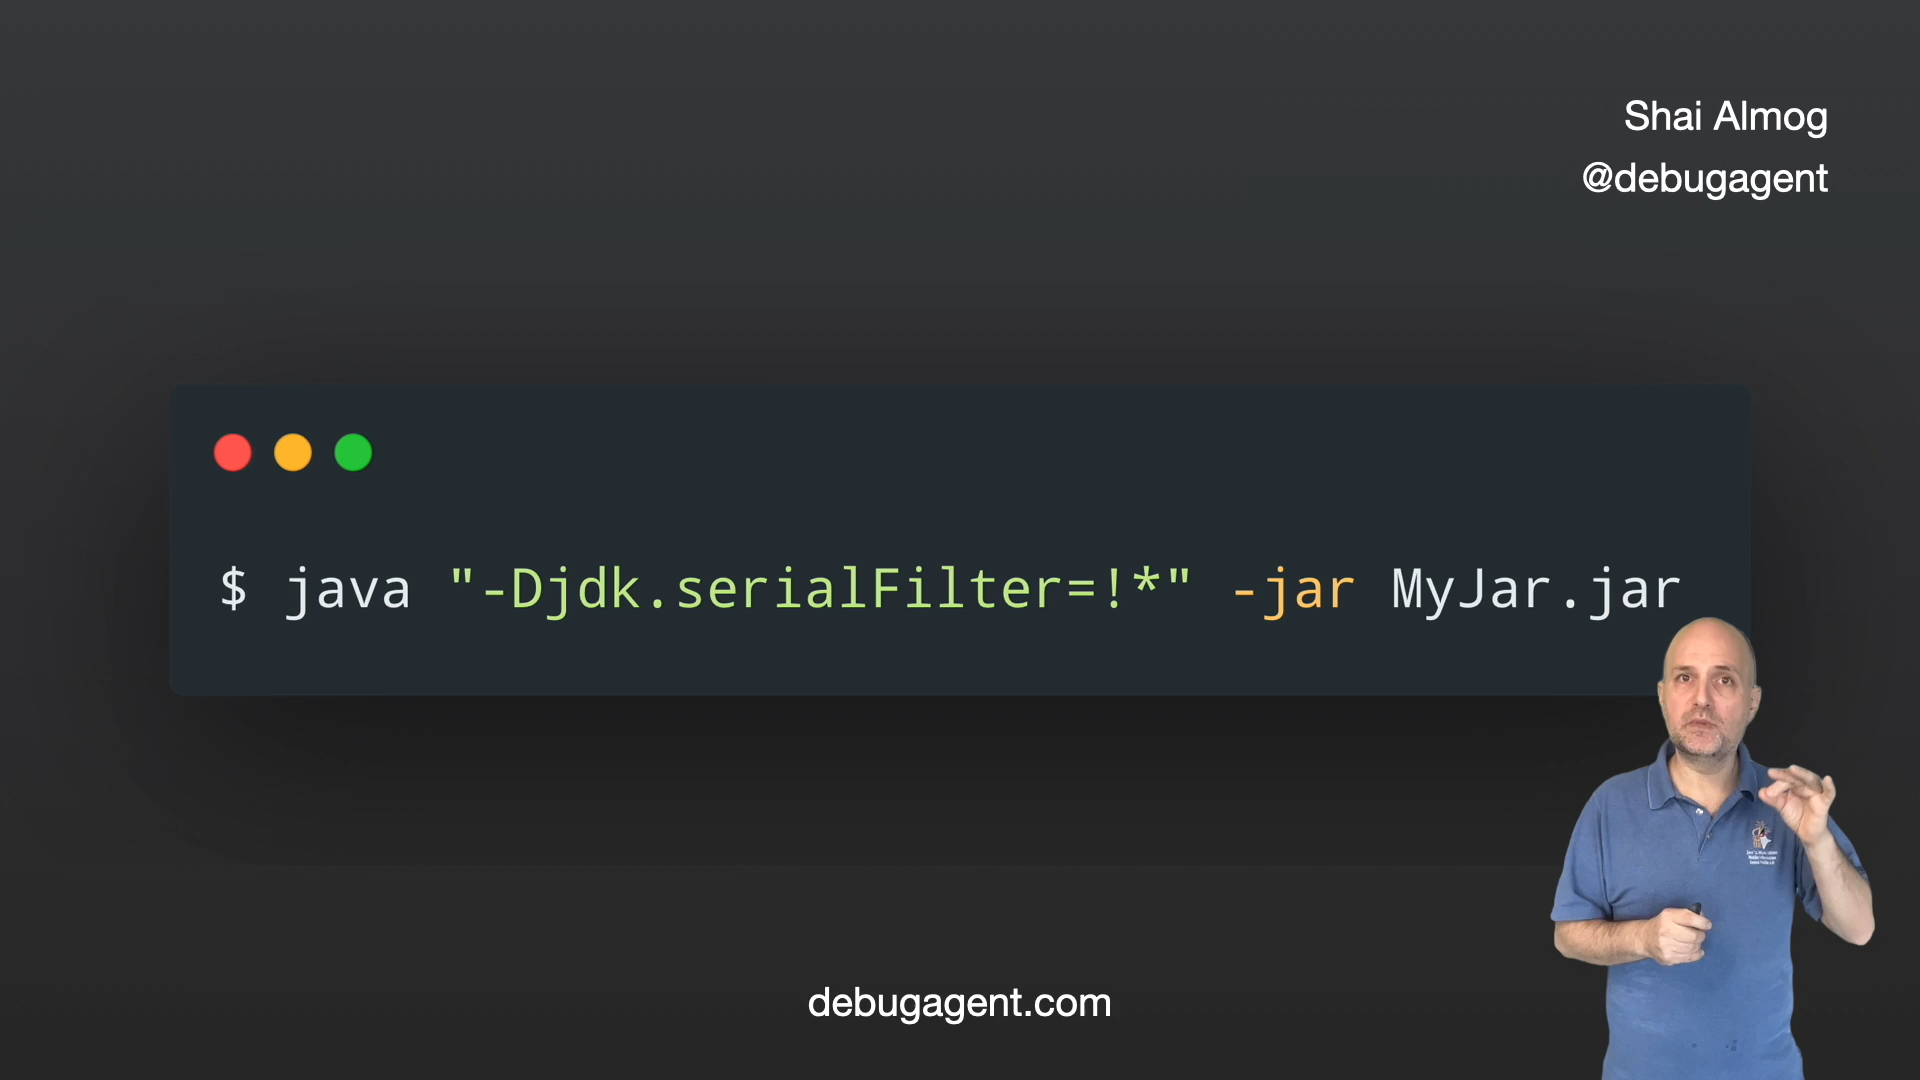 Shai Almog
@debugagent
$ java "-Djdk.serialFilter=!*" -jar MyJar.jar
debugagent.com